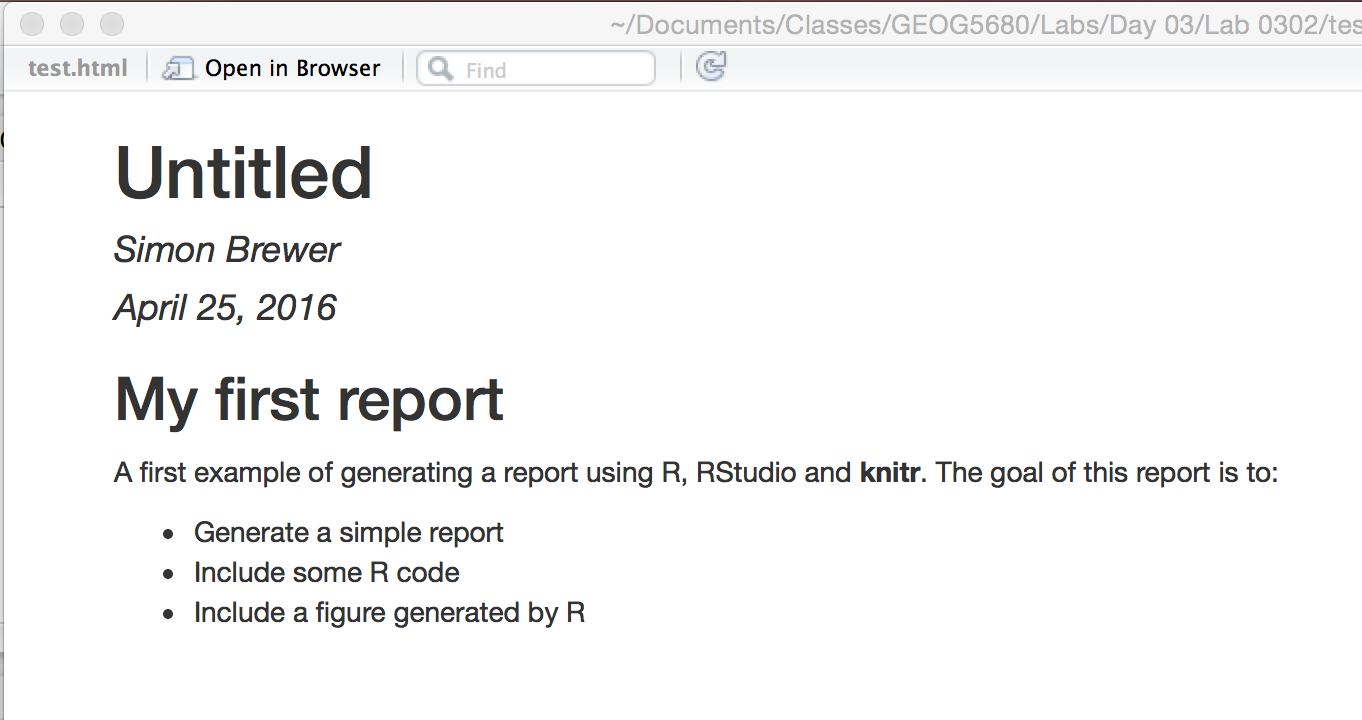 ~/Documents/Classes/GEOG5680/Labs/Day 03/Lab 0302/tes
test.html Open in Browser Find
Untitled
Simon Brewer
April 25, 2016
My first report
A first example of generating a report using R, RStudio and knitr. The goal of this report is to:
• Generate a simple report
• Include some R code
• Include a figure generated by R